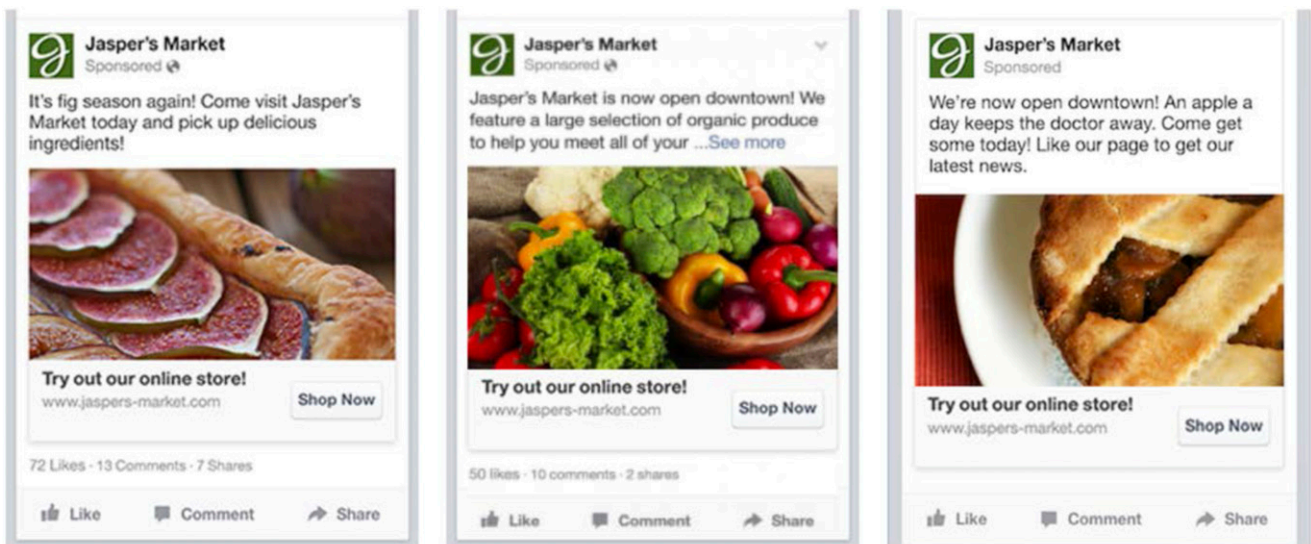 Jasper's Market
Sponsored
It's fig season again! Come visit Jasper's
Market today and pick up delicious
ingredients!
Try out our online store!
www.jaspers-market.com
Shop Now
72 Likes · 13 Comments · 7 Shares
Like
Comment
Share
Jasper's Market
Sponsored
Jasper's Market is now open downtown! We
feature a large selection of organic produce
to help you meet all of your ...See more
Try out our online store!
www.jaspers-market.com
Shop Now
50 likes · 10 comments · 2 shares
Like
Comment
Share
Jasper's Market
Sponsored
We're now open downtown! An apple a
day keeps the doctor away. Come get
some today! Like our page to get our
latest news.
Try out our online store!
www.jaspers-market.com
Shop Now
Like
Comment
Share